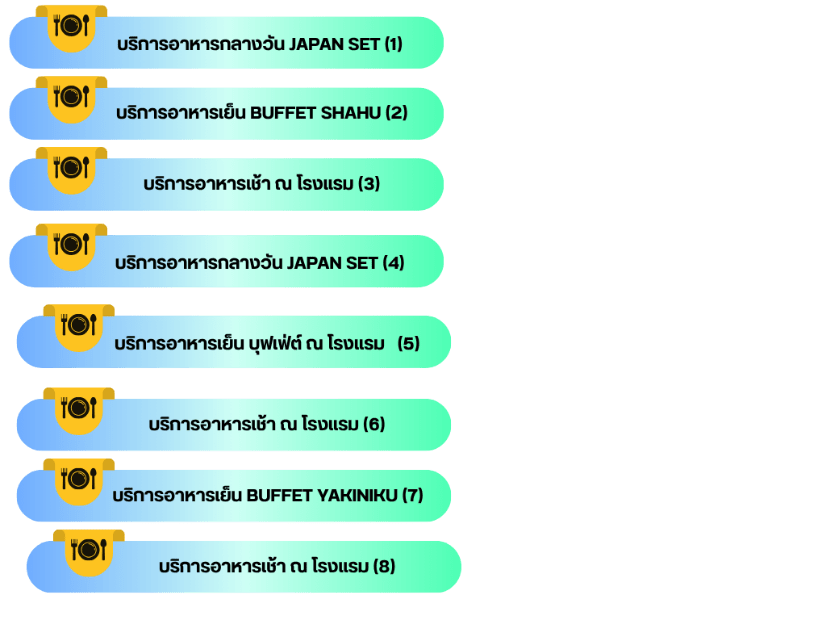 บริการอาหารกลางวัน JAPAN SET (1)
บริการอาหารเย็น BUFFET SHAHU (2)
บริการอาหารเช้า ณ โรงแรม (3)
บริการอาหารกลางวัน JAPAN SET (4)
บริการอาหารเย็น บุฟเฟ่ต์ ณ โรงแรม (5)
บริการอาหารเช้า ณ โรงแรม (6)
บริการอาหารเย็น BUFFET YAKINIKU (7)
บริการอาหารเช้า ณ โรงแรม (8)